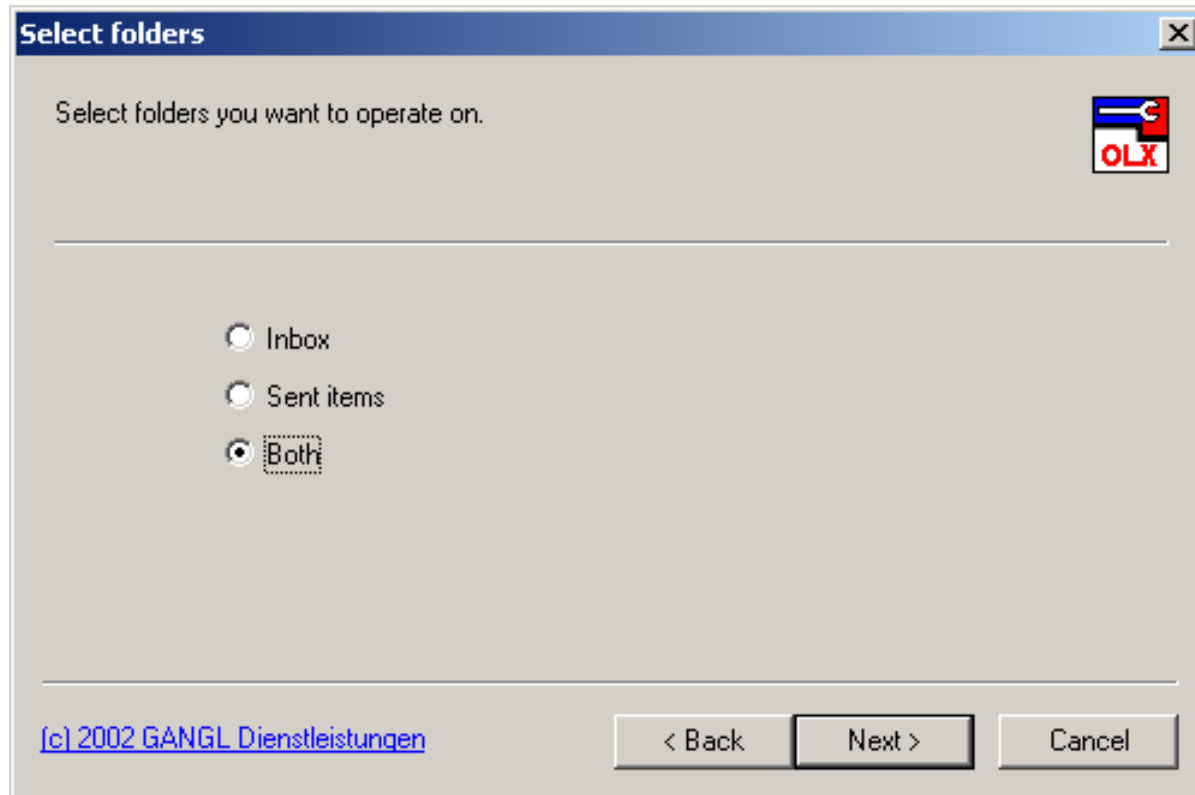 Select folders
Select folders you want to operate on.
OLX
Inbox
Sent items
Both
(c) 2002 GANGL Dienstleistungen
< Back
Next >
Cancel